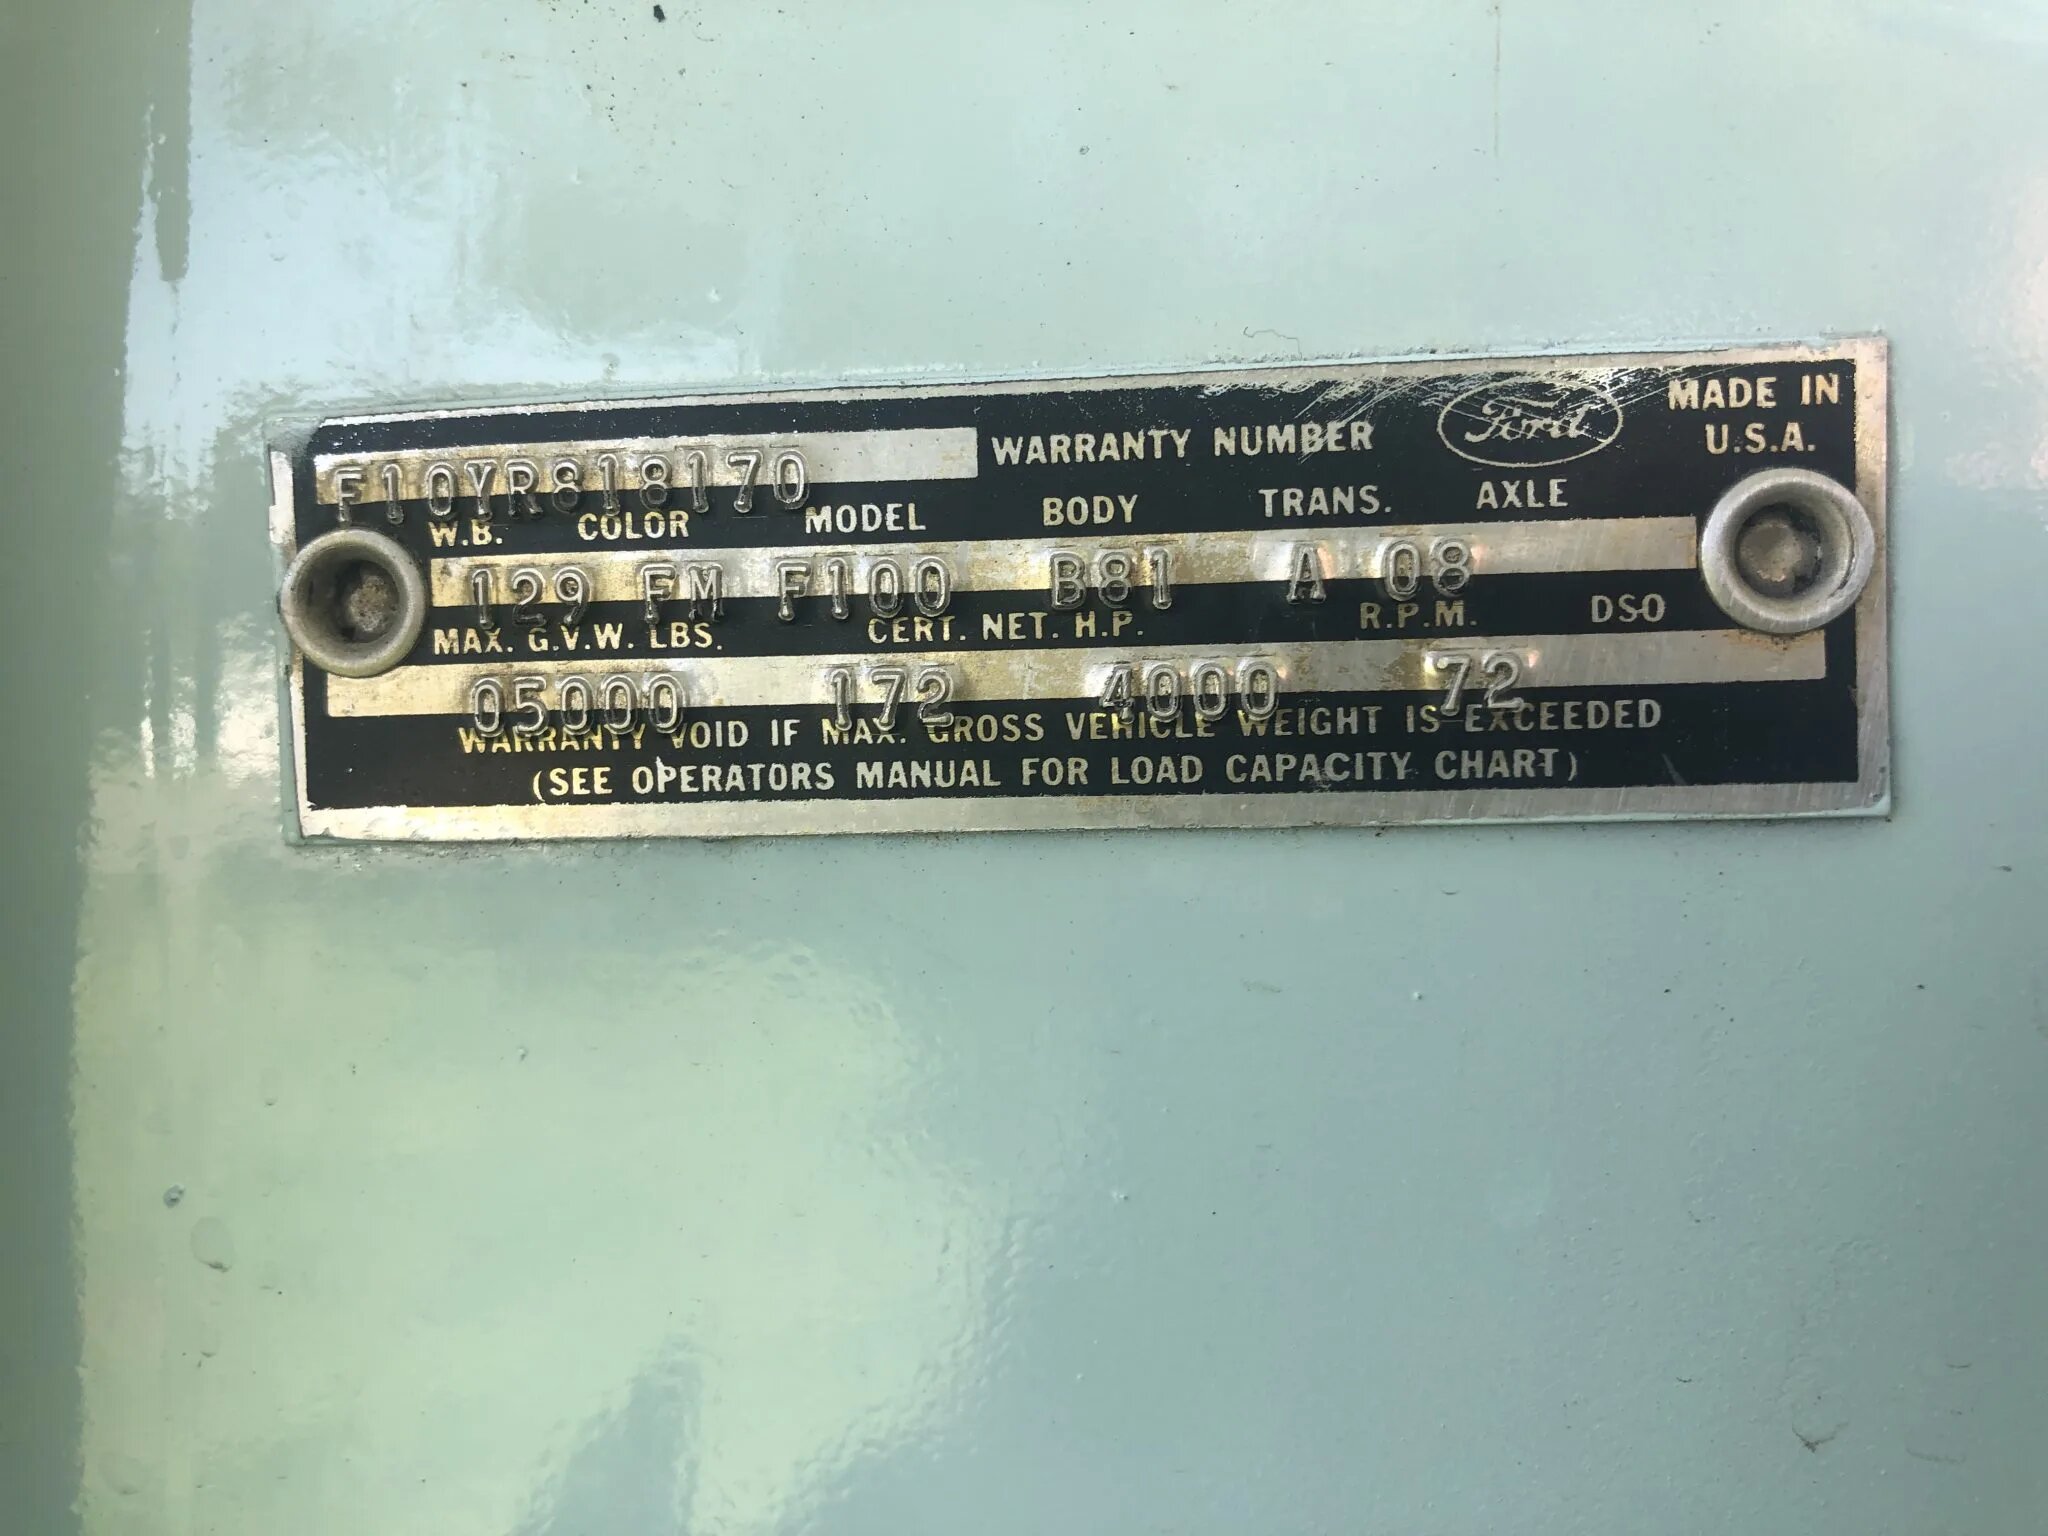 F10YR818170 WARRANTY NUMBER Ford MADE IN U.S.A.
W.B. COLOR MODEL BODY TRANS. AXLE
129 FM F100 B81 A 08
MAX. G.V.W. LBS. CERT. NET. H.P. R.P.M. DSO
05000 172 4000 72
WARRANTY VOID IF MAX. GROSS VEHICLE WEIGHT IS EXCEEDED
(SEE OPERATORS MANUAL FOR LOAD CAPACITY CHART)